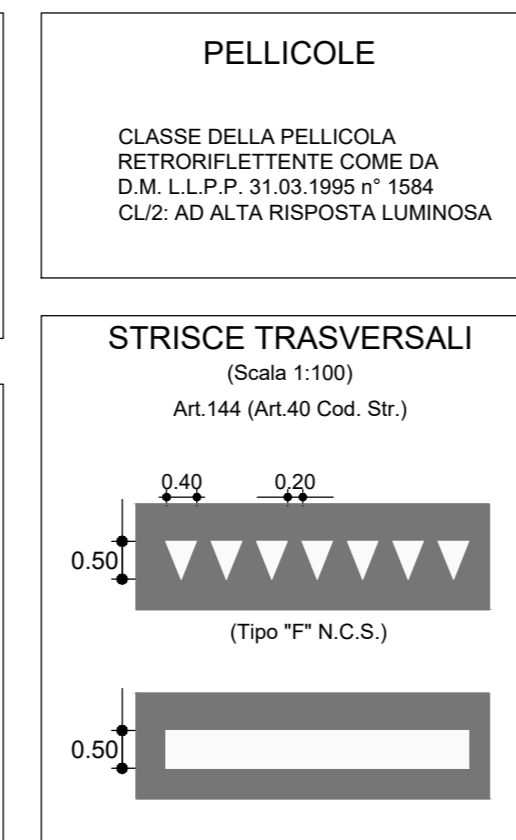 PELLICOLE
CLASSE DELLA PELLICOLA
RETRORIFLETTENTE COME DA
D.M. L.L.P.P. 31.03.1995 n° 1584
CL/2: AD ALTA RISPOSTA LUMINOSA
STRISCE TRASVERSALI
(Scala 1:100)
Art.144 (Art.40 Cod. Str.)
0.40 0.20
0.50
(Tipo "F" N.C.S.)
0.50